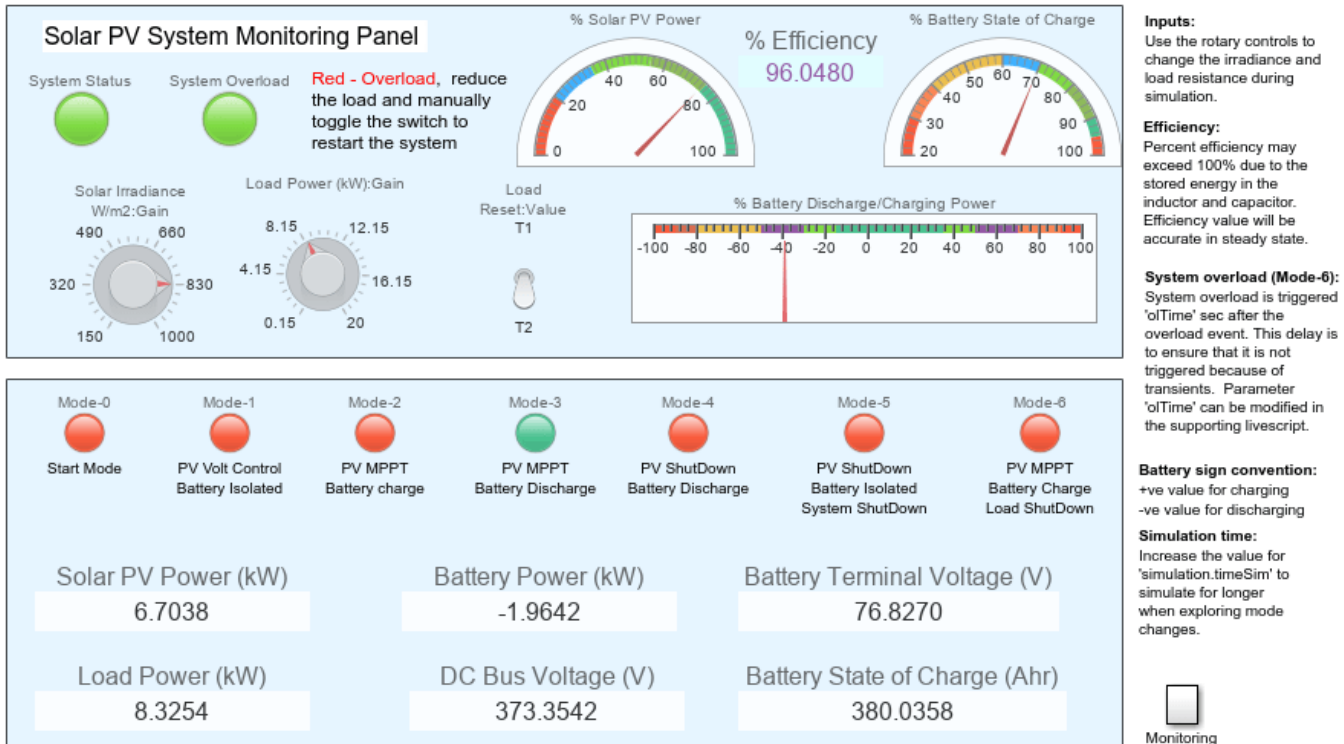 Solar PV System Monitoring Panel
System Status
System Overload
Red - Overload, reduce
the load and manually
toggle the switch to
restart the system
% Solar PV Power
0
20
40
60
80
100
% Efficiency
96.0480
% Battery State of Charge
20
30
40
50
60
70
80
90
100
Solar Irradiance
W/m2:Gain
150
320
490
660
830
1000
Load Power (kW):Gain
0.15
4.15
8.15
12.15
16.15
20
Load
Reset:Value
T1
T2
% Battery Discharge/Charging Power
-100 -80 -60 -40 -20 0 20 40 60 80 100
Mode-0
Start Mode
Mode-1
PV Volt Control
Battery Isolated
Mode-2
PV MPPT
Battery charge
Mode-3
PV MPPT
Battery Discharge
Mode-4
PV ShutDown
Battery Discharge
Mode-5
PV ShutDown
Battery Isolated
System ShutDown
Mode-6
PV MPPT
Battery Charge
Load ShutDown
Solar PV Power (kW)
6.7038
Battery Power (kW)
-1.9642
Battery Terminal Voltage (V)
76.8270
Load Power (kW)
8.3254
DC Bus Voltage (V)
373.3542
Battery State of Charge (Ahr)
380.0358
Inputs:
Use the rotary controls to
change the irradiance and
load resistance during
simulation.
Efficiency:
Percent efficiency may
exceed 100% due to the
stored energy in the
inductor and capacitor.
Efficiency value will be
accurate in steady state.
System overload (Mode-6):
System overload is triggered
'olTime' sec after the
overload event. This delay is
to ensure that it is not
triggered because of
transients. Parameter
'olTime' can be modified in
the supporting livescript.
Battery sign convention:
+ve value for charging
-ve value for discharging
Simulation time:
Increase the value for
'simulation.timeSim' to
simulate for longer
when exploring mode
changes.
Monitoring